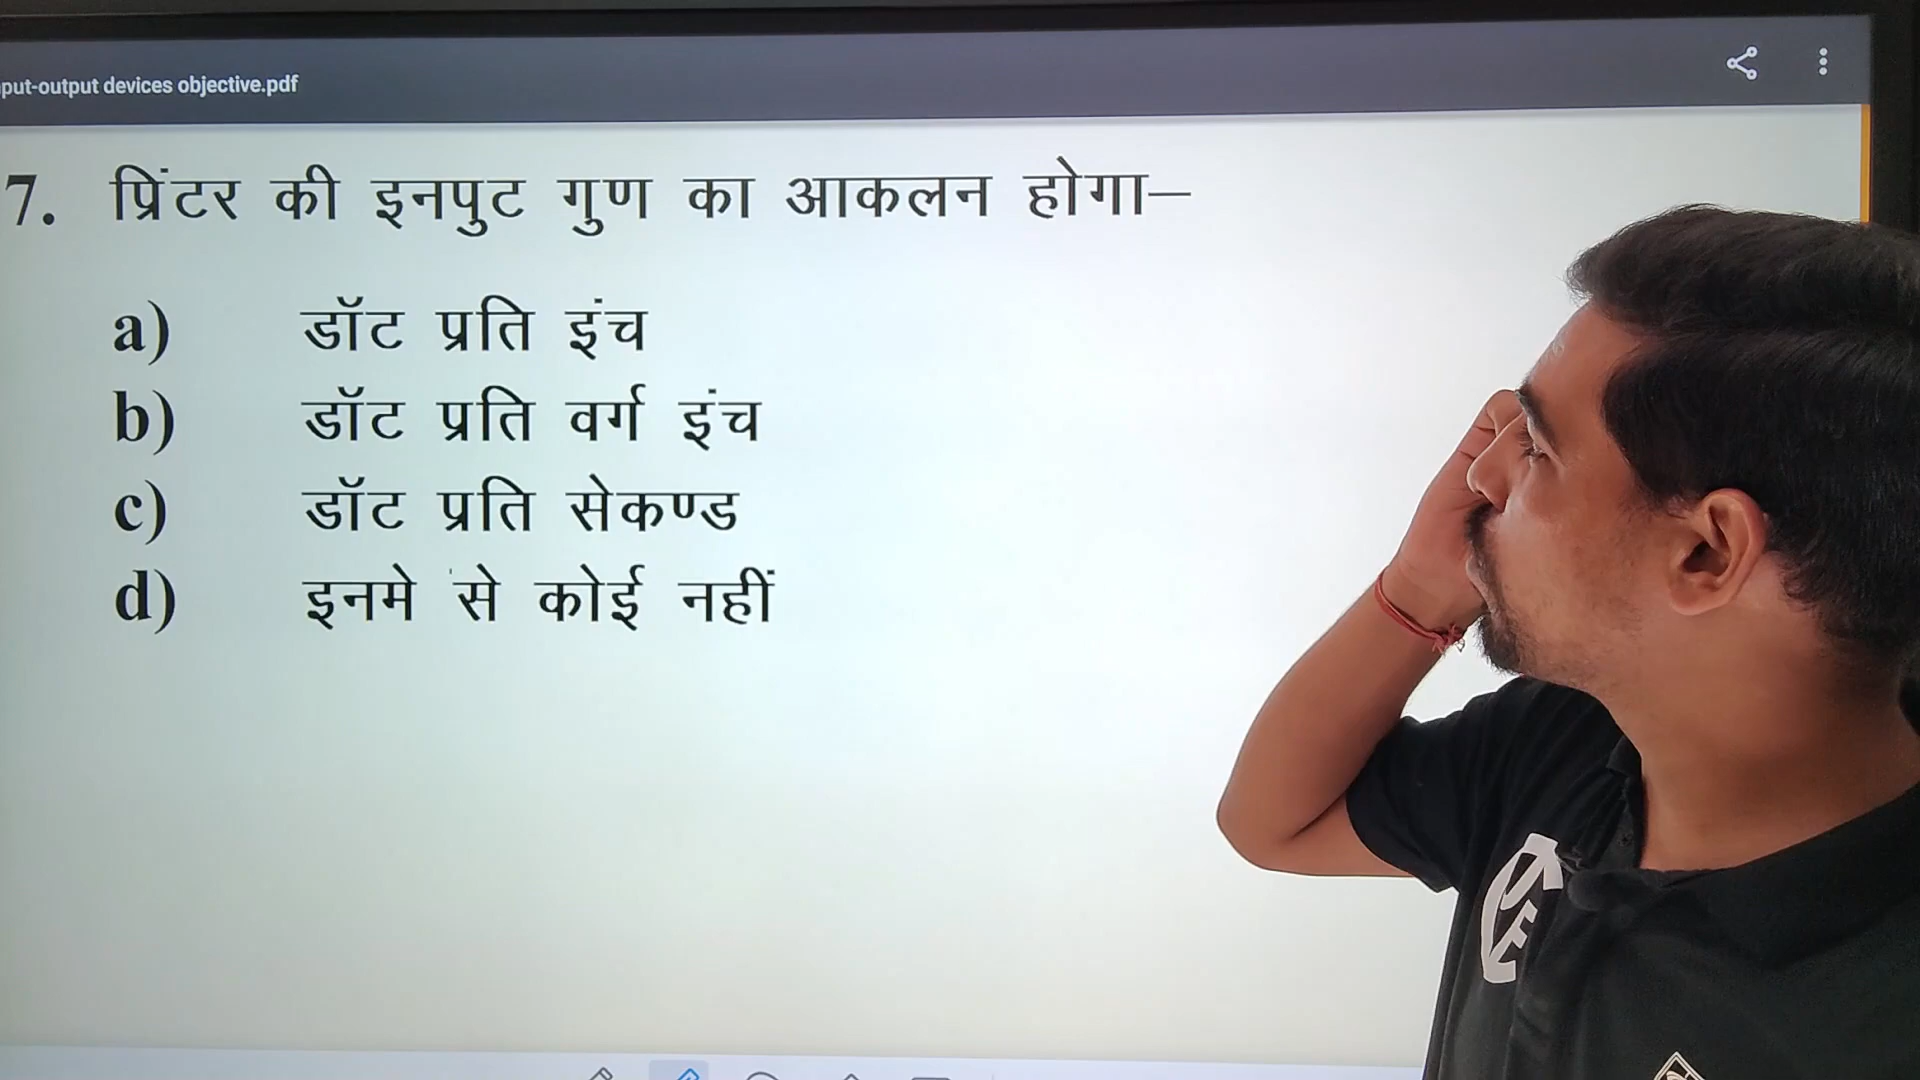 put-output devices objective.pdf
7. प्रिंटर की इनपुट गुण का आकलन होगा–
a) डॉट प्रति इंच
b) डॉट प्रति वर्ग इंच
c) डॉट प्रति सेकण्ड
d) इनमे से कोई नहीं